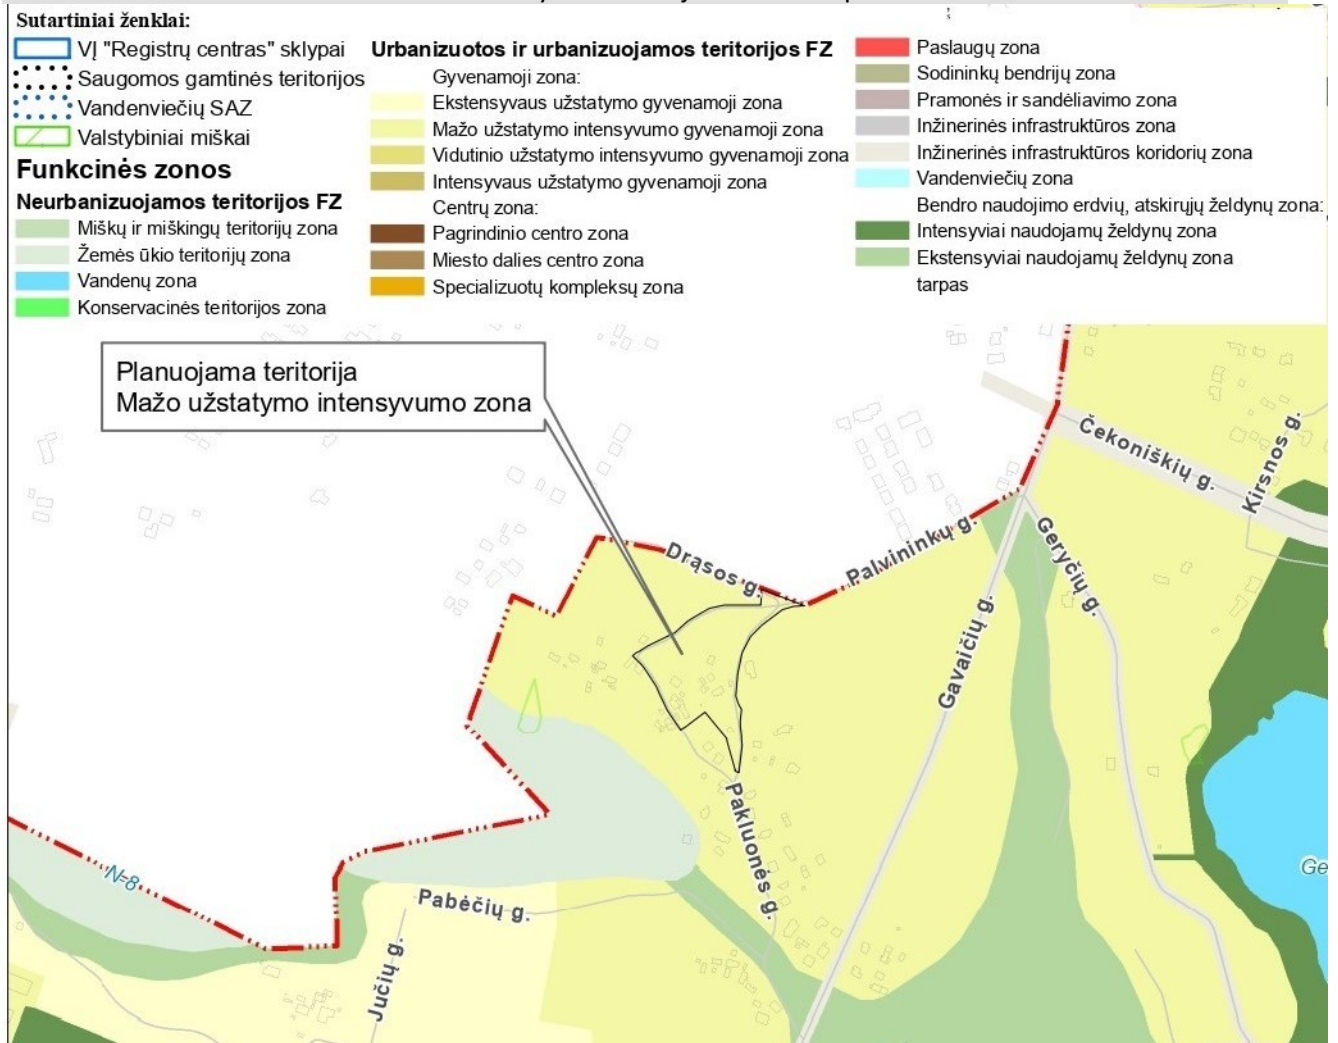 Sutartiniai ženklai:
VĮ "Registrų centras" sklypai
Saugomos gamtinės teritorijos
Vandenviečių SAZ
Valstybiniai miškai
Funkcinės zonos
Neurbanizuojamos teritorijos FZ
Miškų ir miškingų teritorijų zona
Žemės ūkio teritorijų zona
Vandenų zona
Konservacinės teritorijos zona
Urbanizuotos ir urbanizuojamos teritorijos FZ
Gyvenamoji zona:
Ekstensyvaus užstatymo gyvenamoji zona
Mažo užstatymo intensyvumo gyvenamoji zona
Vidutinio užstatymo intensyvumo gyvenamoji zona
Intensyvaus užstatymo gyvenamoji zona
Centrų zona:
Pagrindinio centro zona
Miesto dalies centro zona
Specializuotų kompleksų zona
Paslaugų zona
Sodininkų bendrijų zona
Pramonės ir sandėliavimo zona
Inžinerinės infrastruktūros zona
Inžinerinės infrastruktūros koridorių zona
Vandenviečių zona
Bendro naudojimo erdvių, atskirųjų želdynų zona:
Intensyviai naudojamų želdynų zona
Ekstensyviai naudojamų želdynų zona
tarpas
Planuojama teritorija
Mažo užstatymo intensyvumo zona
Čekoniškių g.
Kirsnos g.
Drąsos g.
Palvininkų g.
Geryčių g.
Gavaičių g.
Pakluonės g.
N-8
Pabėčių g.
Jučių g.
Ge